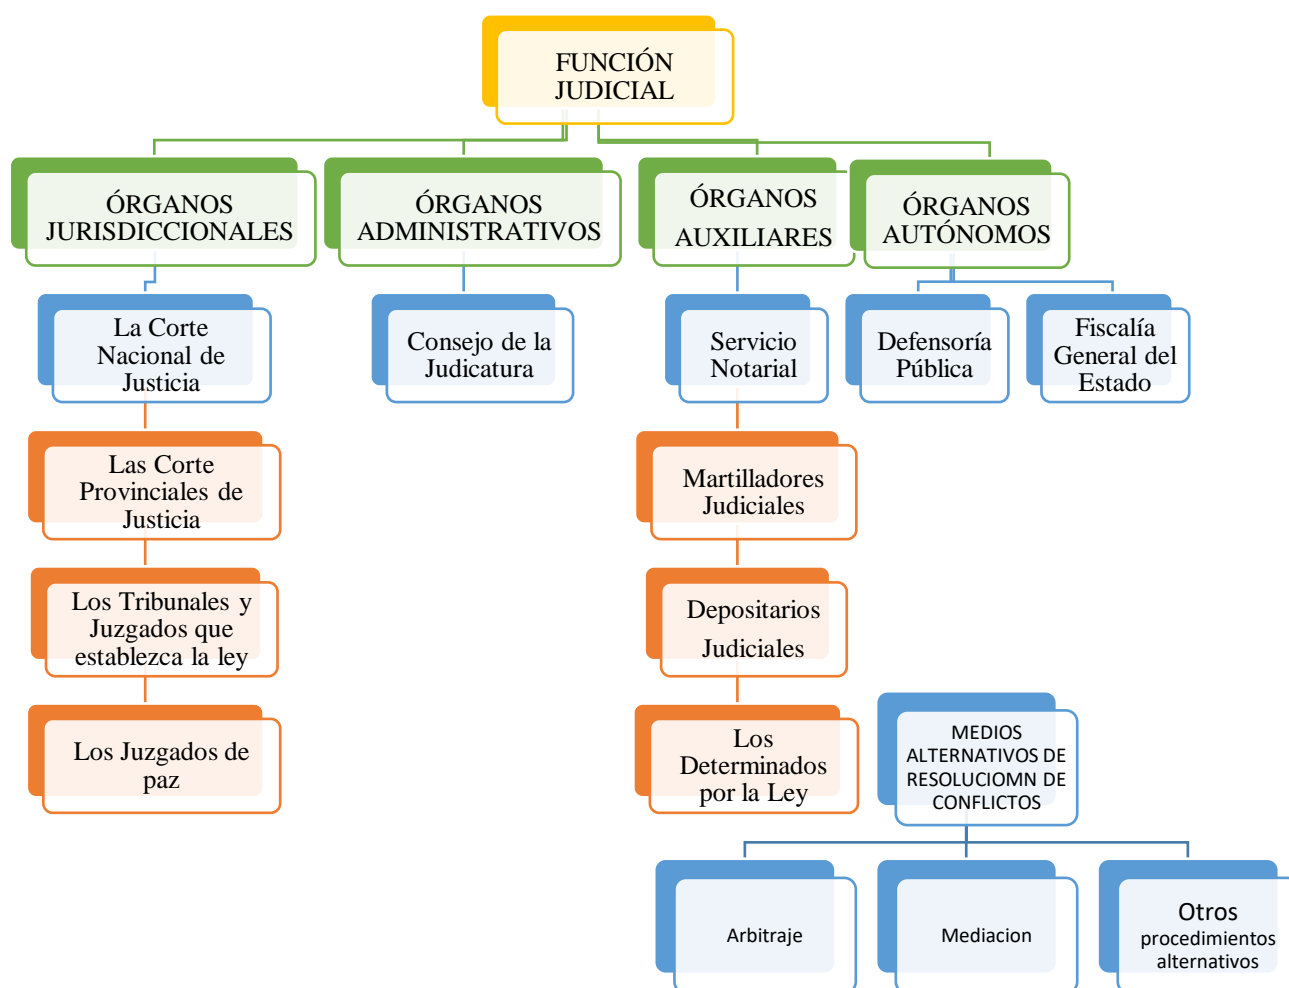 FUNCIÓN
JUDICIAL
ÓRGANOS
JURISDICCIONALES
ÓRGANOS
ADMINISTRATIVOS
ÓRGANOS
AUXILIARES
ÓRGANOS
AUTÓNOMOS
La Corte
Nacional de
Justicia
Consejo de la
Judicatura
Servicio
Notarial
Defensoría
Pública
Fiscalía
General del
Estado
Las Corte
Provinciales de
Justicia
Martilladores
Judiciales
Los Tribunales y
Juzgados que
establezca la ley
Depositarios
Judiciales
Los Juzgados de
paz
Los
Determinados
por la Ley
MEDIOS
ALTERNATIVOS DE
RESOLUCIOMN DE
CONFLICTOS
Arbitraje
Mediacion
Otros
procedimientos
alternativos